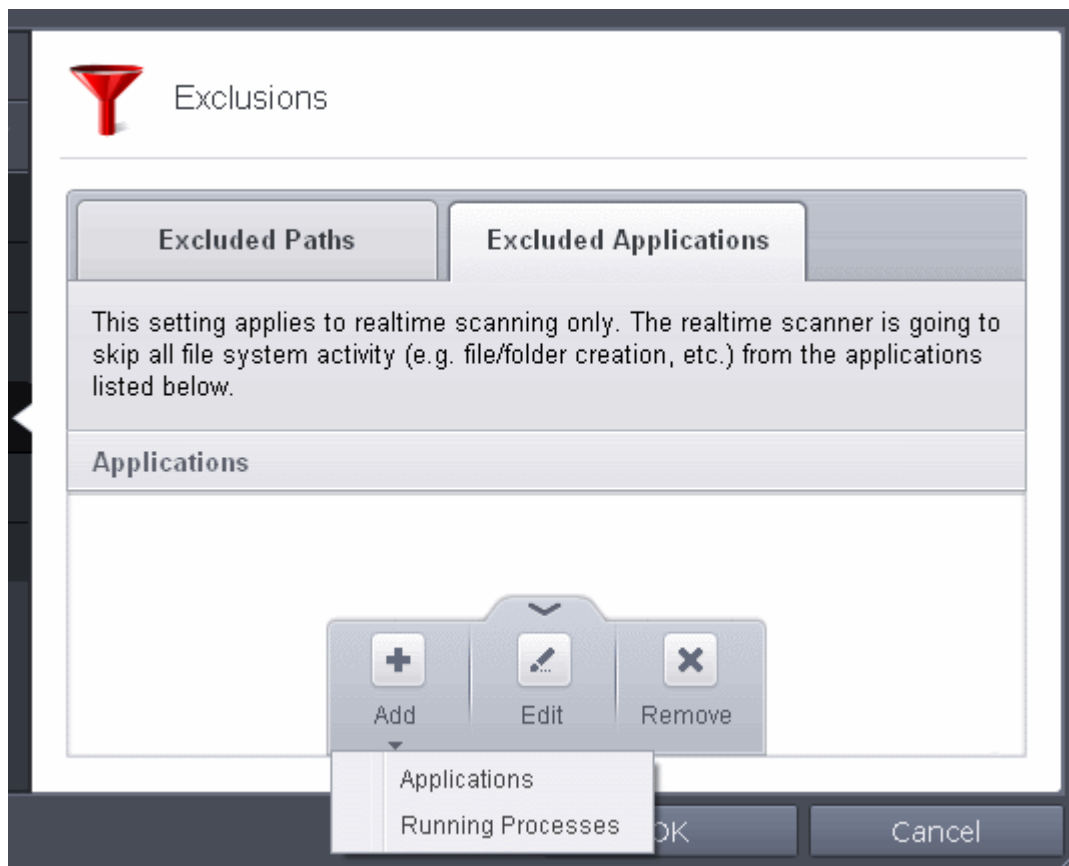 Exclusions
Excluded Paths
Excluded Applications
This setting applies to realtime scanning only. The realtime scanner is going to
skip all file system activity (e.g. file/folder creation, etc.) from the applications
listed below.
Applications
Add
Edit
Remove
Applications
Running Processes
OK
Cancel